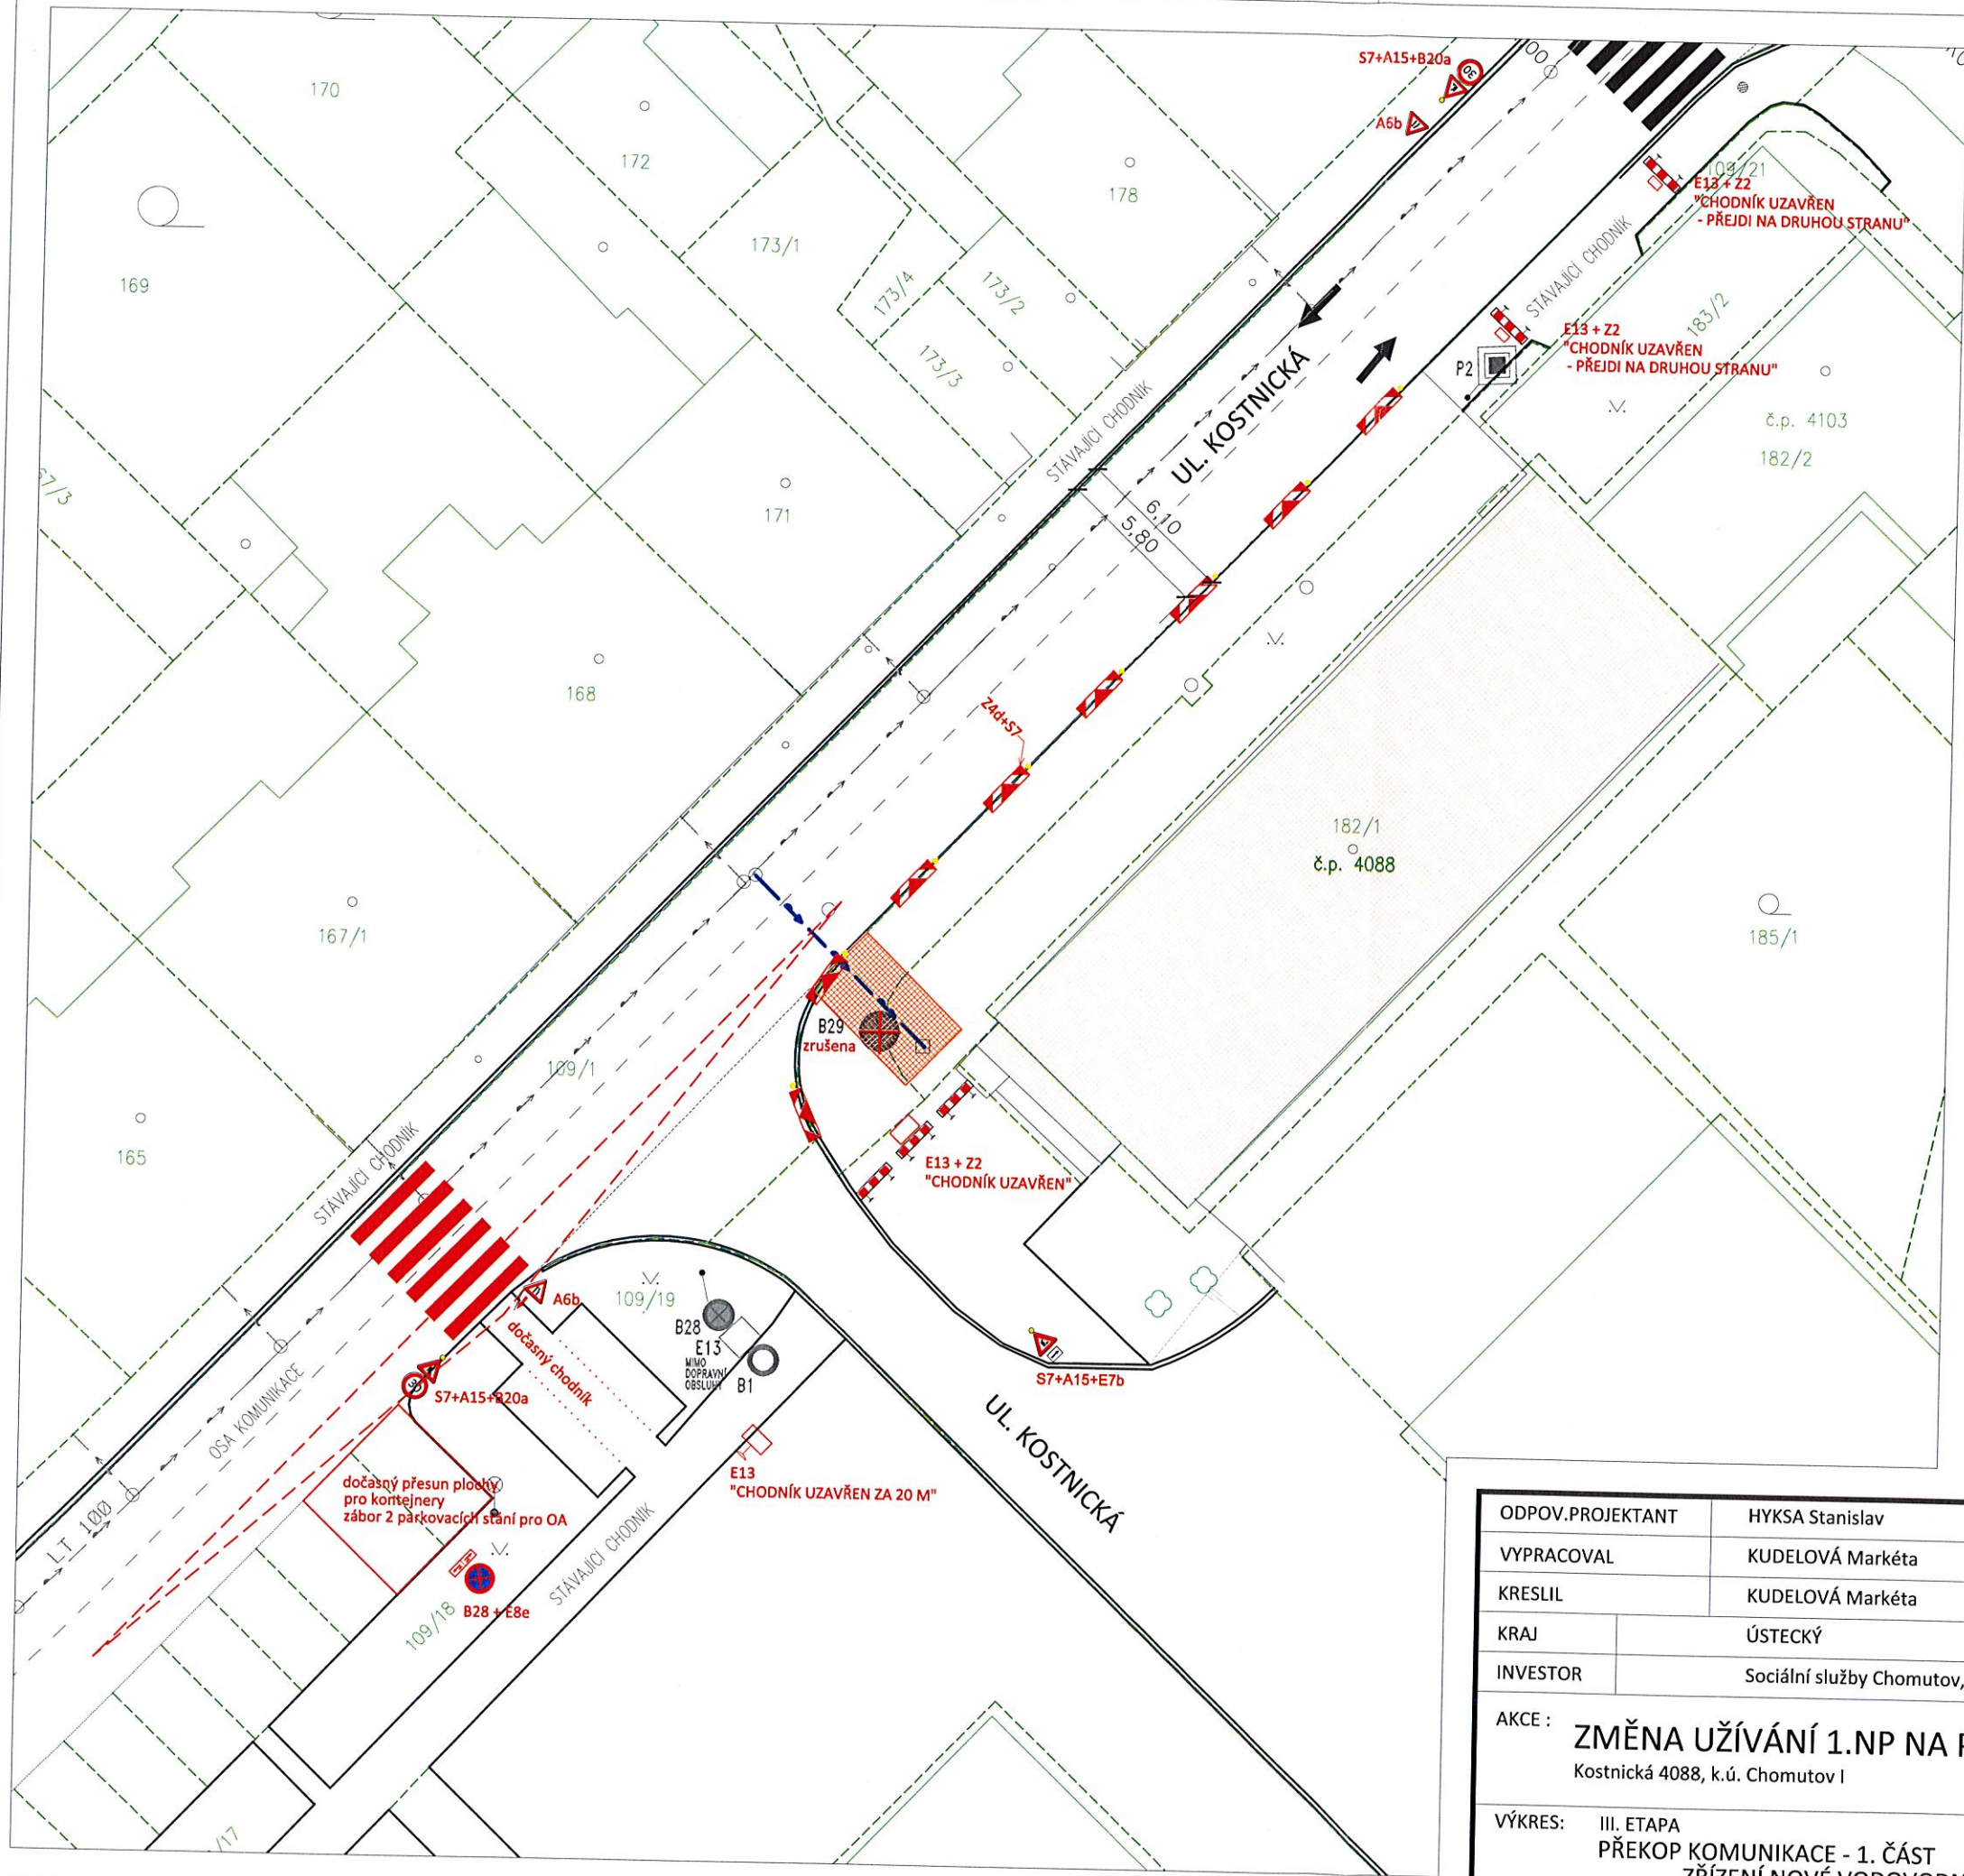 170
172
178
S7+A15+B20a
30
A6b
00
109/21
E13 + Z2
"CHODNÍK UZAVŘEN
- PŘEJDI NA DRUHOU STRANU"
169
173/1
173/4
173/2
173/3
STÁVAJÍCÍ CHODNÍK
183/2
E13 + Z2
"CHODNÍK UZAVŘEN
- PŘEJDI NA DRUHOU STRANU"
P2
UL. KOSTNICKÁ
STÁVAJÍCÍ CHODNÍK
č.p. 4103
182/2
67/3
171
6,10
5,80
168
Z4d+S7
182/1
č.p. 4088
167/1
185/1
B29
zrušena
109/1
165
STÁVAJÍCÍ CHODNÍK
E13 + Z2
"CHODNÍK UZAVŘEN"
A6b
109/19
B28
E13
MIMO
DOPRAVNÍ
OBSLUHY
B1
dočasný chodník
S7+A15+E7b
30
S7+A15+B20a
OSA KOMUNIKACE
UL. KOSTNICKÁ
E13
"CHODNÍK UZAVŘEN ZA 20 M"
dočasný přesun plochy
pro kontejnery
zábor 2 parkovacích stání pro OA
LT 100
STÁVAJÍCÍ CHODNÍK
B28 + E8e
109/18
/17
ODPOV.PROJEKTANT HYKSA Stanislav
VYPRACOVAL KUDELOVÁ Markéta
KRESLIL KUDELOVÁ Markéta
KRAJ ÚSTECKÝ
INVESTOR Sociální služby Chomutov,
AKCE : ZMĚNA UŽÍVÁNÍ 1.NP NA
Kostnická 4088, k.ú. Chomutov I
VÝKRES: III. ETAPA
PŘEKOP KOMUNIKACE - 1. ČÁST